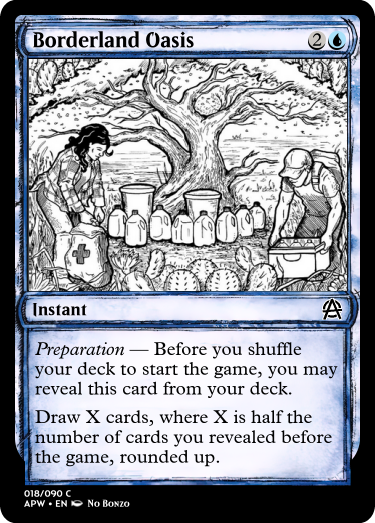 Borderland Oasis 2
Instant
Preparation — Before you shuffle
your deck to start the game, you may
reveal this card from your deck.
Draw X cards, where X is half the
number of cards you revealed before
the game, rounded up.
018/090 C
APW • EN No Bonzo